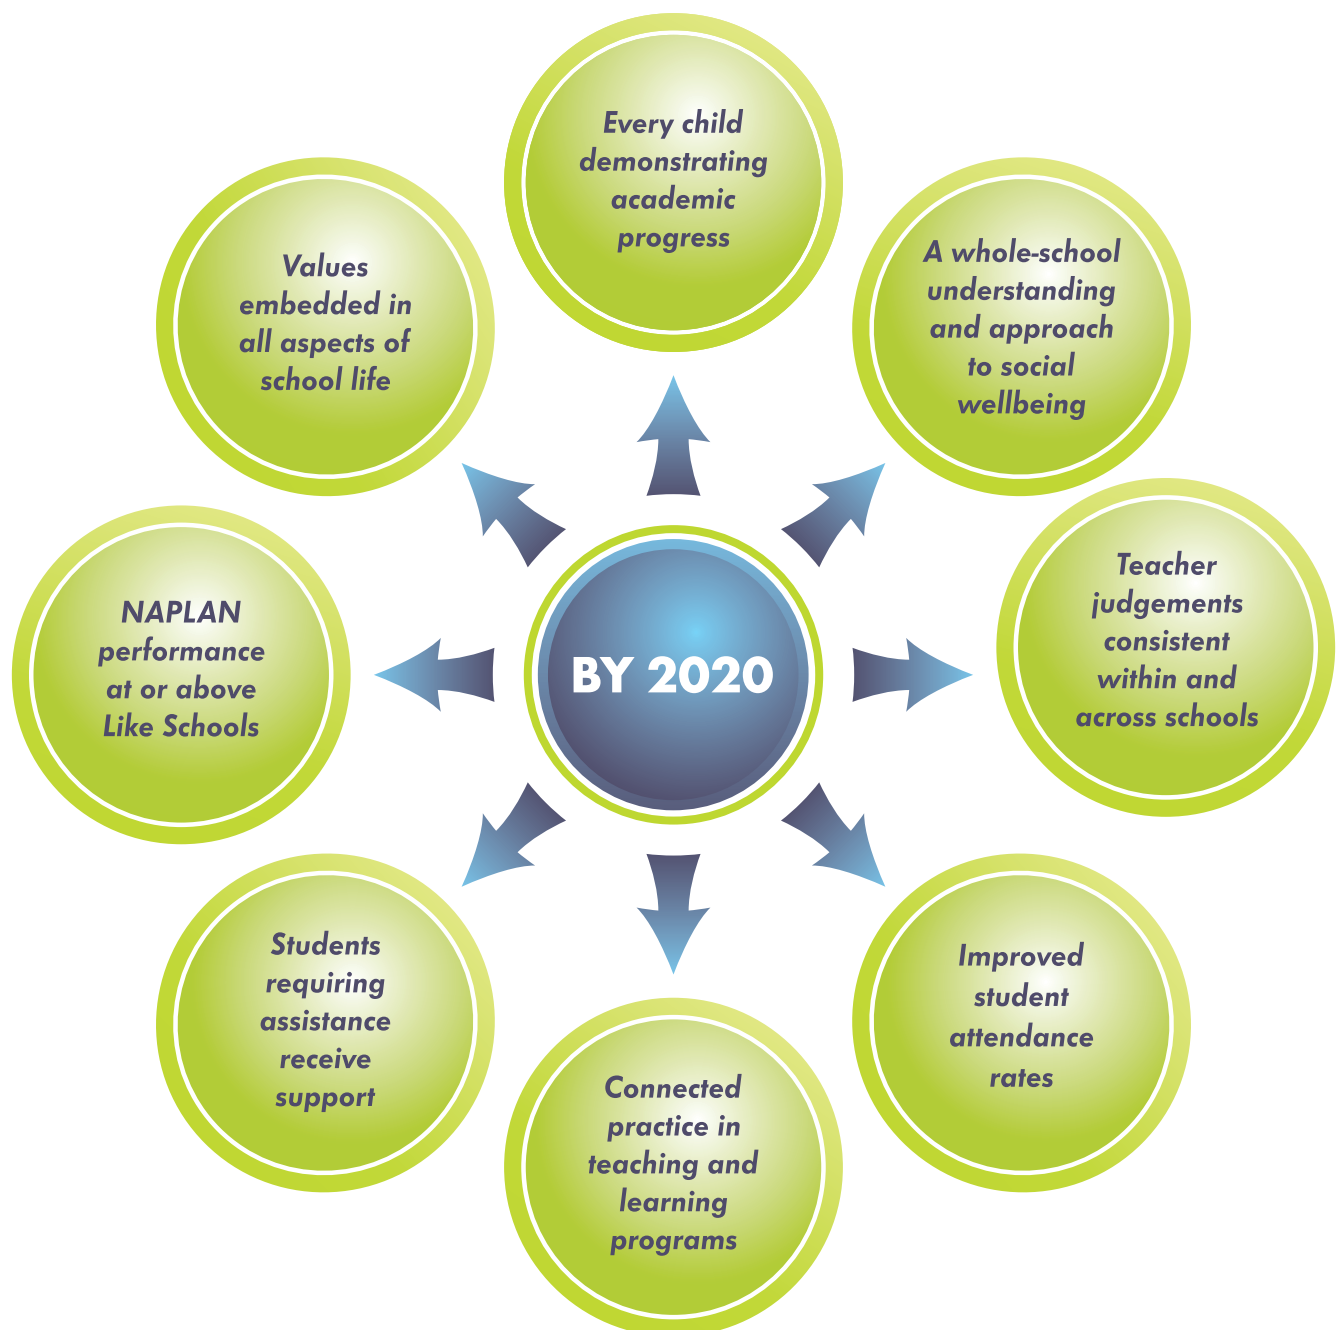 Every child
demonstrating
academic
progress
A whole-school
understanding
and approach
to social
wellbeing
Teacher
judgements
consistent
within and
across schools
Improved
student
attendance
rates
Connected
practice in
teaching and
learning
programs
Students
requiring
assistance
receive
support
NAPLAN
performance
at or above
Like Schools
Values
embedded in
all aspects of
school life
BY 2020